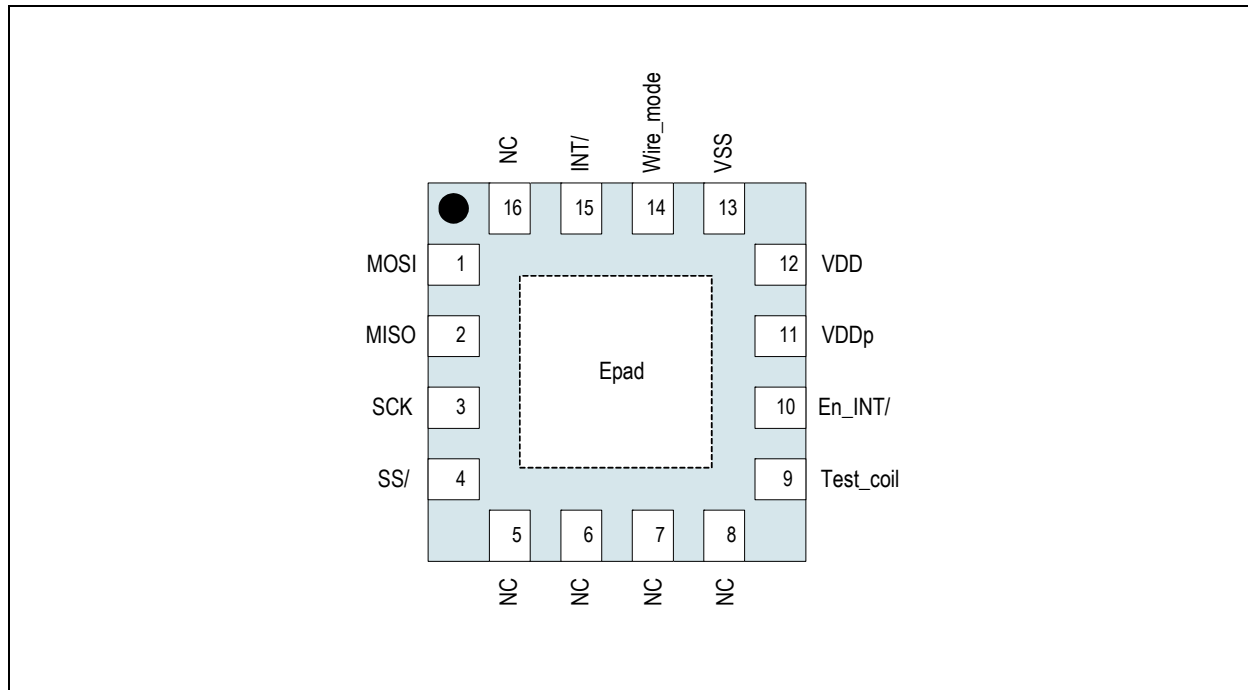 NC
INT/
Wire_mode
VSS
16
15
14
13
MOSI 1
12 VDD
MISO 2
11 VDDp
Epad
SCK 3
10 En_INT/
SS/ 4
9 Test_coil
5
6
7
8
NC
NC
NC
NC